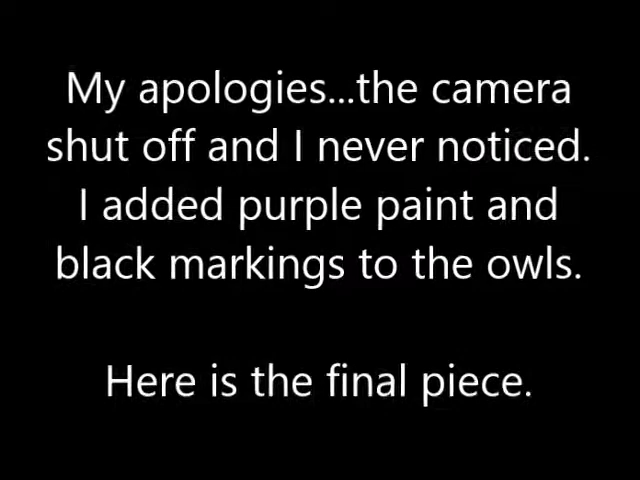 My apologies...the camera
shut off and I never noticed.
I added purple paint and
black markings to the owls.
Here is the final piece.